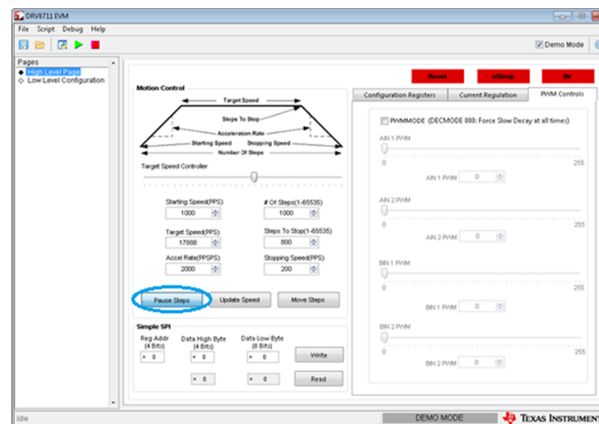 DRV8711 EVM
File Script Debug Help
Demo Mode
Pages
High Level Page
Low Level Configuration
Motion Control
Target Speed
Steps To Stop
Acceleration Rate
Starting Speed Stopping Speed
Number Of Steps
Target Speed Controller
Starting Speed(PPS) # Of Steps(1-65535)
1000 1000
Target Speed(PPS) Steps To Stop(1-65535)
17888 800
Accel Rate(PPSPS) Stopping Speed(PPS)
2000 200
Pause Steps Update Speed Move Steps
Simple SPI
Reg Addr (4 Bits) Data High Byte (4 Bits) Data Low Byte (8 Bits)
x 0 x 0 x 0 Write
x 0 x 0 Read
Reset nSleep
Configuration Registers Current Regulation PWM Controls
PWMMODE (DECMODE 000: Force Slow Decay at all times)
AIN 1 PWM
0 255
AIN 1 PWM 0
AIN 2 PWM
0 255
AIN 2 PWM 0
BIN 1 PWM
0 255
BIN 1 PWM 0
BIN 2 PWM
0 255
BIN 2 PWM 0
Idle DEMO MODE TEXAS INSTRUMENT